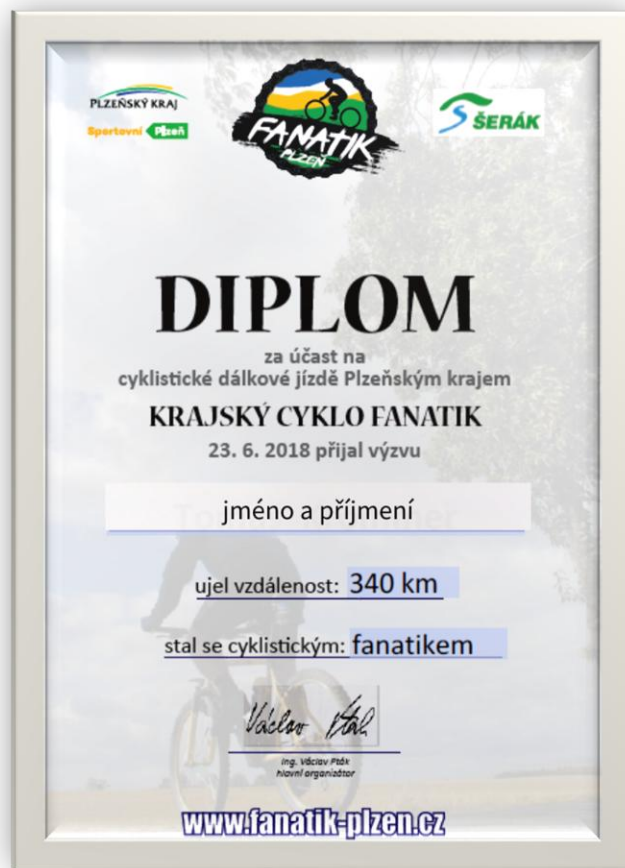 PLZEŇSKÝ KRAJ
Sportovní Plzeň
FANATIK
PLZEŇ
ŠERÁK
DIPLOM
za účast na
cyklistické dálkové jízdě Plzeňským krajem
KRAJSKÝ CYKLO FANATIK
23. 6. 2018 přijal výzvu
jméno a příjmení
ujel vzdálenost: 340 km
stal se cyklistickým: fanatikem
Václav Pták
Ing. Václav Pták
hlavní organizátor
www.fanatik-plzen.cz